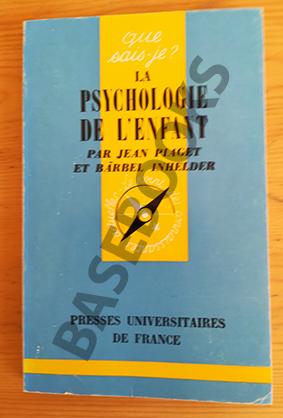 que
sais-je?
LA
PSYCHOLOGIE
DE L'ENFANT
PAR JEAN PIAGET
ET BÄRBEL INHELDER
PRESSES UNIVERSITAIRES
DE FRANCE
BASEBOOKS